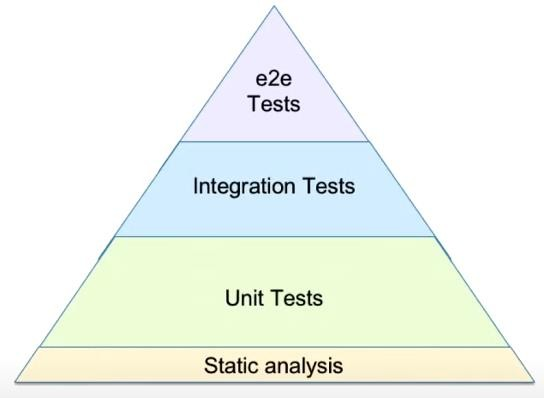 e2e
Tests
Integration Tests
Unit Tests
Static analysis